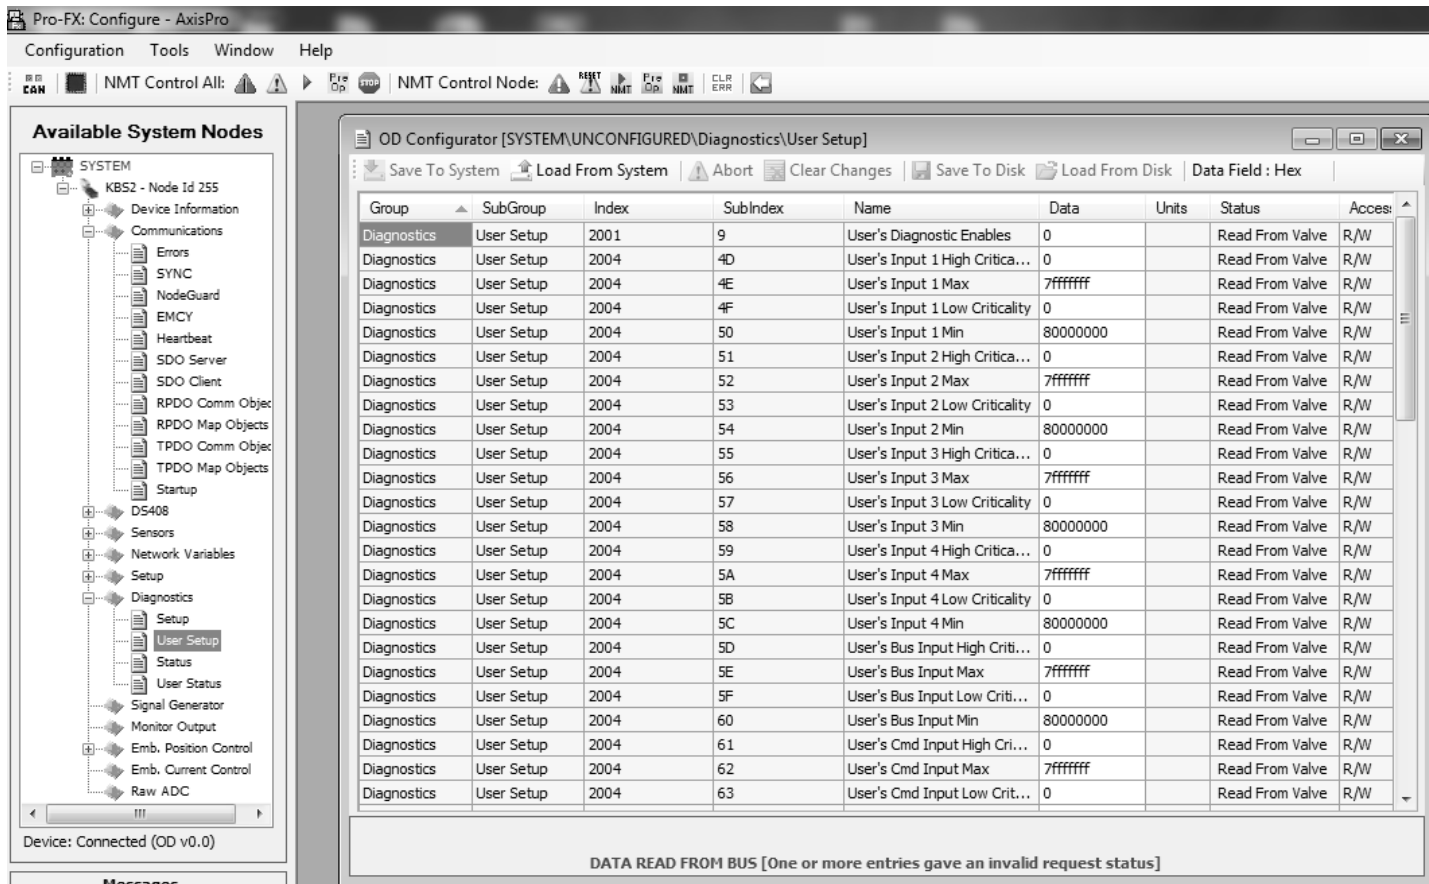 Pro-FX: Configure - AxisPro
Configuration Tools Window Help
CAN NMT Control All: Pre Op STOP NMT Control Node: RESET NMT Pre Op NMT CLR ERR
Available System Nodes
SYSTEM
KBS2 - Node Id 255
Device Information
Communications
Errors
SYNC
NodeGuard
EMCY
Heartbeat
SDO Server
SDO Client
RPDO Comm Objec
RPDO Map Objects
TPDO Comm Objec
TPDO Map Objects
Startup
DS408
Sensors
Network Variables
Setup
Diagnostics
Setup
User Setup
Status
User Status
Signal Generator
Monitor Output
Emb. Position Control
Emb. Current Control
Raw ADC
Device: Connected (OD v0.0)
Messages
OD Configurator [SYSTEM\UNCONFIGURED\Diagnostics\User Setup]
Save To System Load From System Abort Clear Changes Save To Disk Load From Disk Data Field : Hex
Group SubGroup Index SubIndex Name Data Units Status Access
Diagnostics User Setup 2001 9 User's Diagnostic Enables 0 Read From Valve R/W
Diagnostics User Setup 2004 4D User's Input 1 High Critica... 0 Read From Valve R/W
Diagnostics User Setup 2004 4E User's Input 1 Max 7fffffff Read From Valve R/W
Diagnostics User Setup 2004 4F User's Input 1 Low Criticality 0 Read From Valve R/W
Diagnostics User Setup 2004 50 User's Input 1 Min 80000000 Read From Valve R/W
Diagnostics User Setup 2004 51 User's Input 2 High Critica... 0 Read From Valve R/W
Diagnostics User Setup 2004 52 User's Input 2 Max 7fffffff Read From Valve R/W
Diagnostics User Setup 2004 53 User's Input 2 Low Criticality 0 Read From Valve R/W
Diagnostics User Setup 2004 54 User's Input 2 Min 80000000 Read From Valve R/W
Diagnostics User Setup 2004 55 User's Input 3 High Critica... 0 Read From Valve R/W
Diagnostics User Setup 2004 56 User's Input 3 Max 7fffffff Read From Valve R/W
Diagnostics User Setup 2004 57 User's Input 3 Low Criticality 0 Read From Valve R/W
Diagnostics User Setup 2004 58 User's Input 3 Min 80000000 Read From Valve R/W
Diagnostics User Setup 2004 59 User's Input 4 High Critica... 0 Read From Valve R/W
Diagnostics User Setup 2004 5A User's Input 4 Max 7fffffff Read From Valve R/W
Diagnostics User Setup 2004 5B User's Input 4 Low Criticality 0 Read From Valve R/W
Diagnostics User Setup 2004 5C User's Input 4 Min 80000000 Read From Valve R/W
Diagnostics User Setup 2004 5D User's Bus Input High Criti... 0 Read From Valve R/W
Diagnostics User Setup 2004 5E User's Bus Input Max 7fffffff Read From Valve R/W
Diagnostics User Setup 2004 5F User's Bus Input Low Criti... 0 Read From Valve R/W
Diagnostics User Setup 2004 60 User's Bus Input Min 80000000 Read From Valve R/W
Diagnostics User Setup 2004 61 User's Cmd Input High Cri... 0 Read From Valve R/W
Diagnostics User Setup 2004 62 User's Cmd Input Max 7fffffff Read From Valve R/W
Diagnostics User Setup 2004 63 User's Cmd Input Low Crit... 0 Read From Valve R/W
DATA READ FROM BUS [One or more entries gave an invalid request status]